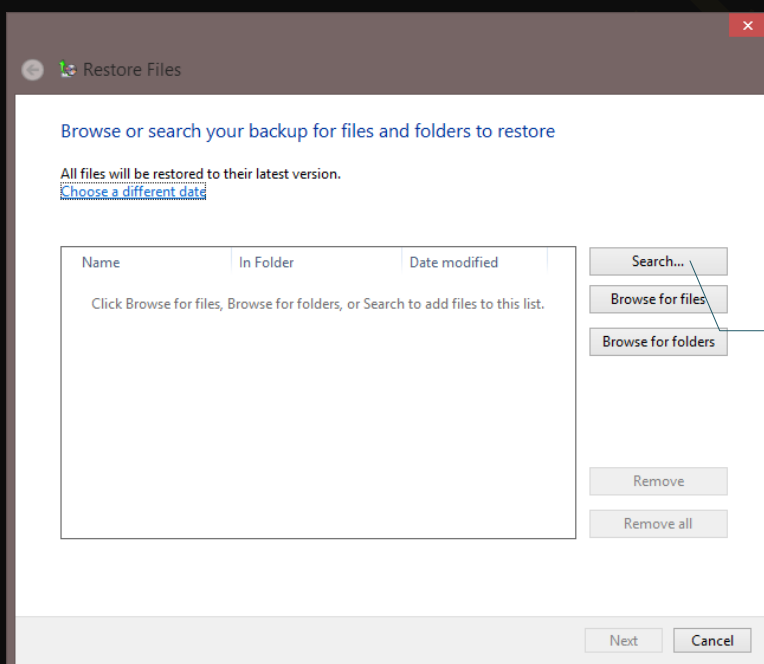 Restore Files
Browse or search your backup for files and folders to restore
All files will be restored to their latest version.
Choose a different date
Name In Folder Date modified
Click Browse for files, Browse for folders, or Search to add files to this list.
Search...
Browse for files
Browse for folders
Remove
Remove all
Next Cancel